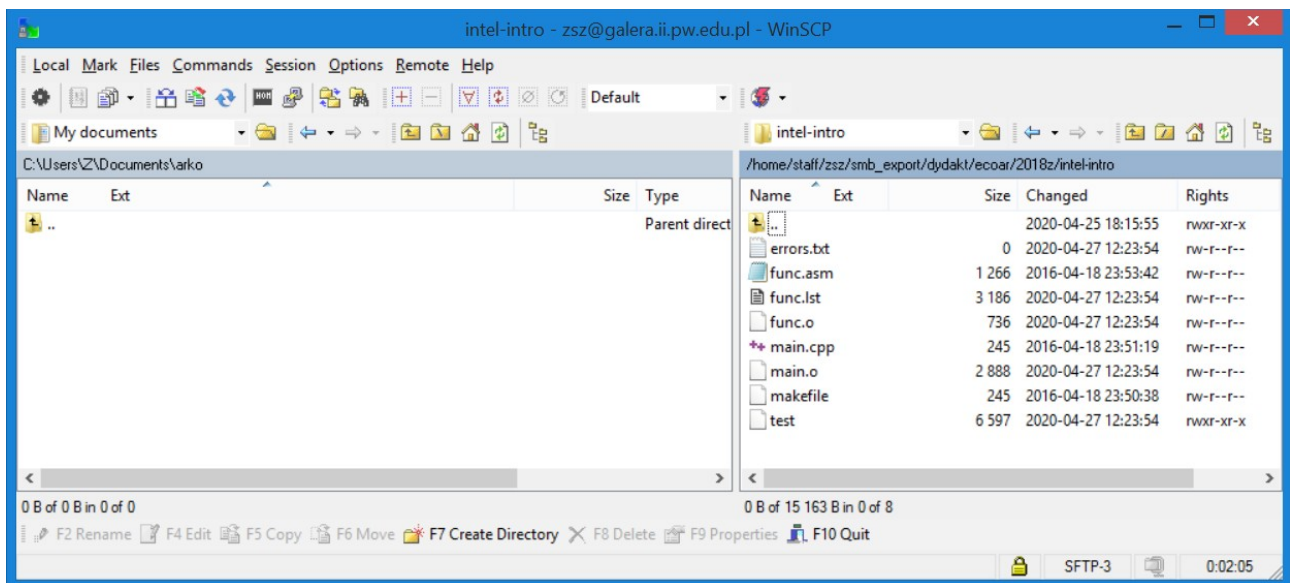 intel-intro - zsz@galera.ii.pw.edu.pl - WinSCP
Local Mark Files Commands Session Options Remote Help
Default
My documents
intel-intro
C:\Users\Z\Documents\arko
/home/staff/zsz/smb_export/dydakt/ecoar/2018z/intel-intro
Name Ext Size Type
Name Ext Size Changed Rights
.. Parent direct
.. 2020-04-25 18:15:55 rwxr-xr-x
errors.txt 0 2020-04-27 12:23:54 rw-r--r--
func.asm 1 266 2016-04-18 23:53:42 rw-r--r--
func.lst 3 186 2020-04-27 12:23:54 rw-r--r--
func.o 736 2020-04-27 12:23:54 rw-r--r--
main.cpp 245 2016-04-18 23:51:19 rw-r--r--
main.o 2 888 2020-04-27 12:23:54 rw-r--r--
makefile 245 2016-04-18 23:50:38 rw-r--r--
test 6 597 2020-04-27 12:23:54 rwxr-xr-x
0 B of 0 B in 0 of 0
0 B of 15 163 B in 0 of 8
F2 Rename F4 Edit F5 Copy F6 Move F7 Create Directory F8 Delete F9 Properties F10 Quit
SFTP-3 0:02:05